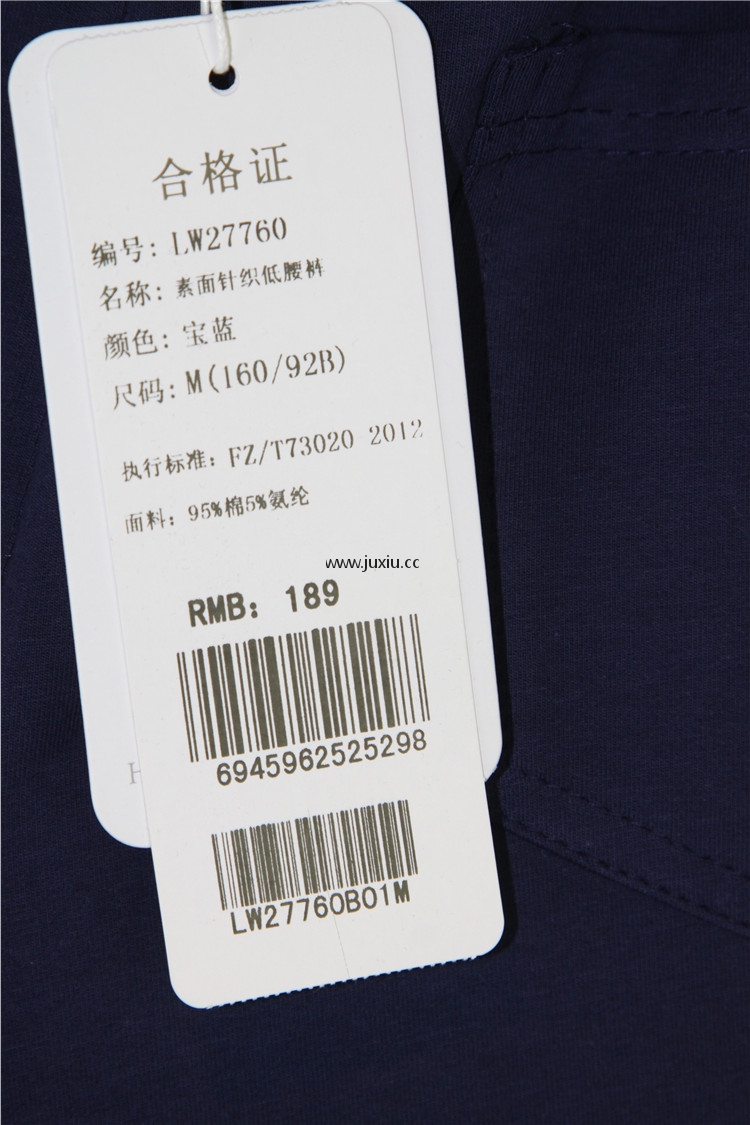 合格证
编号: LW27760
名称: 素面针织低腰裤
颜色: 宝蓝
尺码: M(160/92B)
执行标准: FZ/T73020-2012
面料: 95%棉5%氨纶
www.juxiu.cc
RMB: 189
6945962525298
H
LW27760B01M